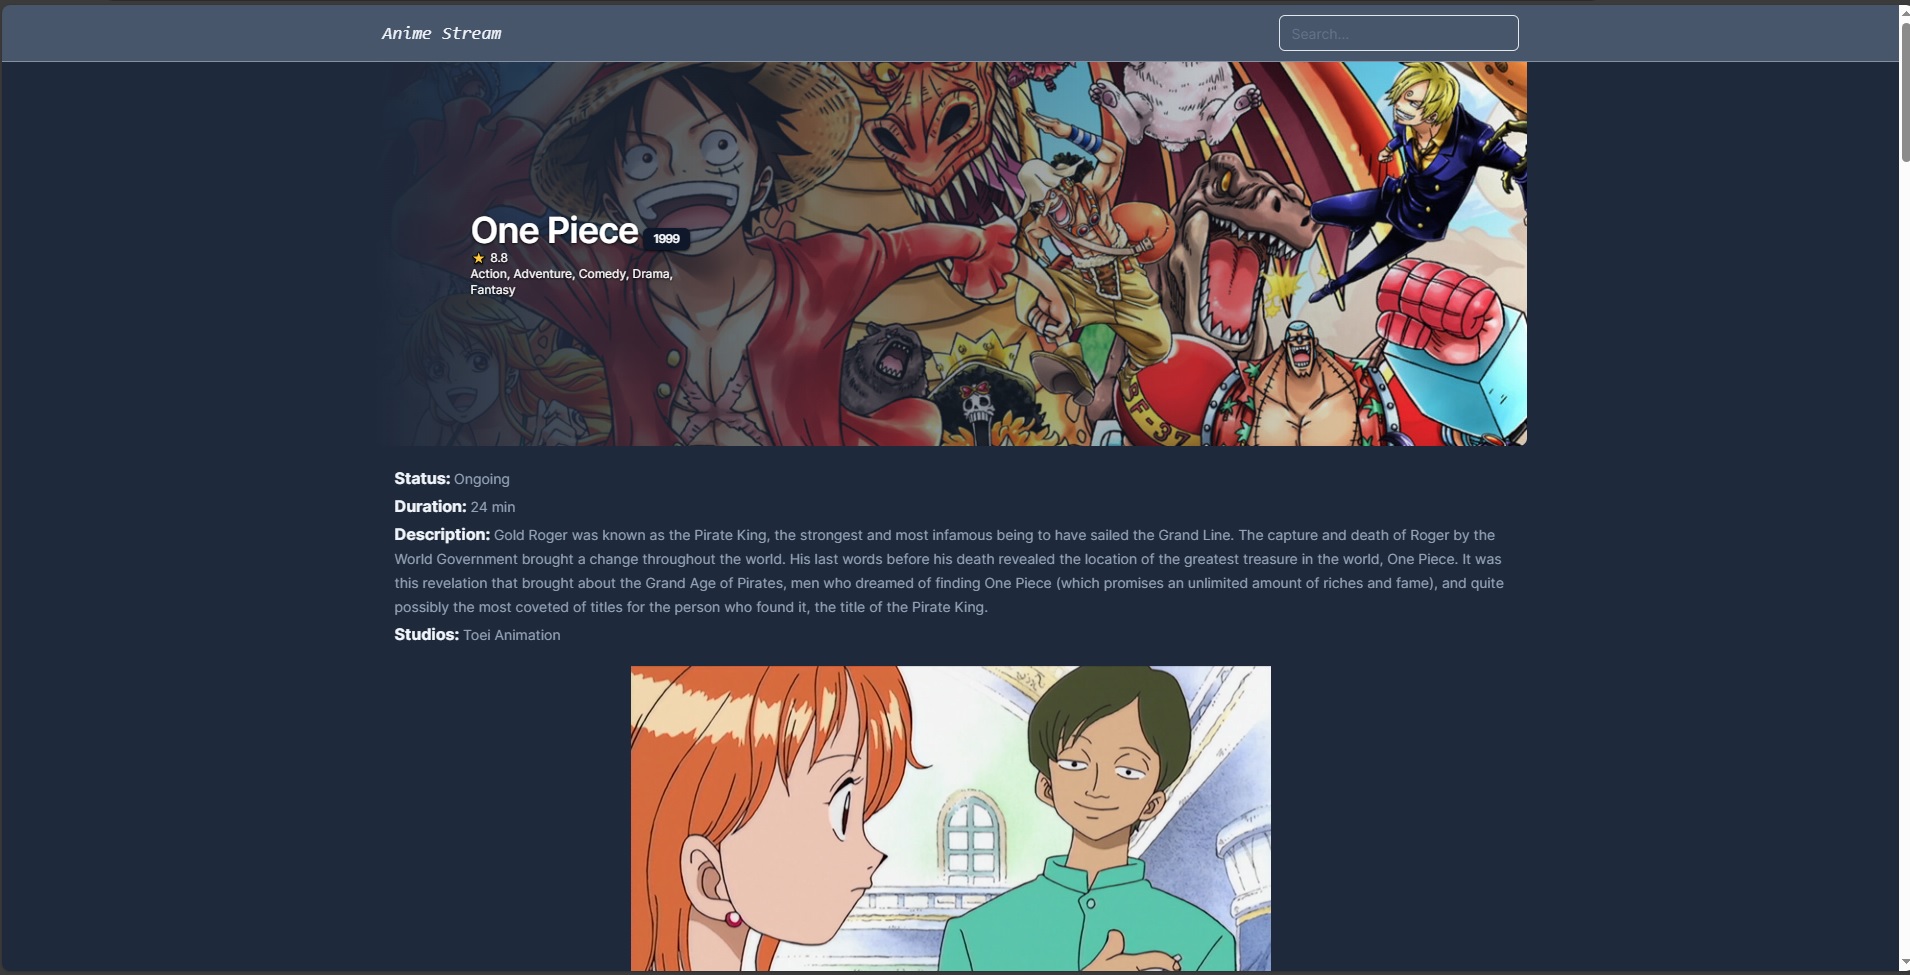 Anime Stream
Search...
One Piece 1999
8.8
Action, Adventure, Comedy, Drama,
Fantasy
BF-37
Status: Ongoing
Duration: 24 min
Description: Gold Roger was known as the Pirate King, the strongest and most infamous being to have sailed the Grand Line. The capture and death of Roger by the
World Government brought a change throughout the world. His last words before his death revealed the location of the greatest treasure in the world, One Piece. It was
this revelation that brought about the Grand Age of Pirates, men who dreamed of finding One Piece (which promises an unlimited amount of riches and fame), and quite
possibly the most coveted of titles for the person who found it, the title of the Pirate King.
Studios: Toei Animation